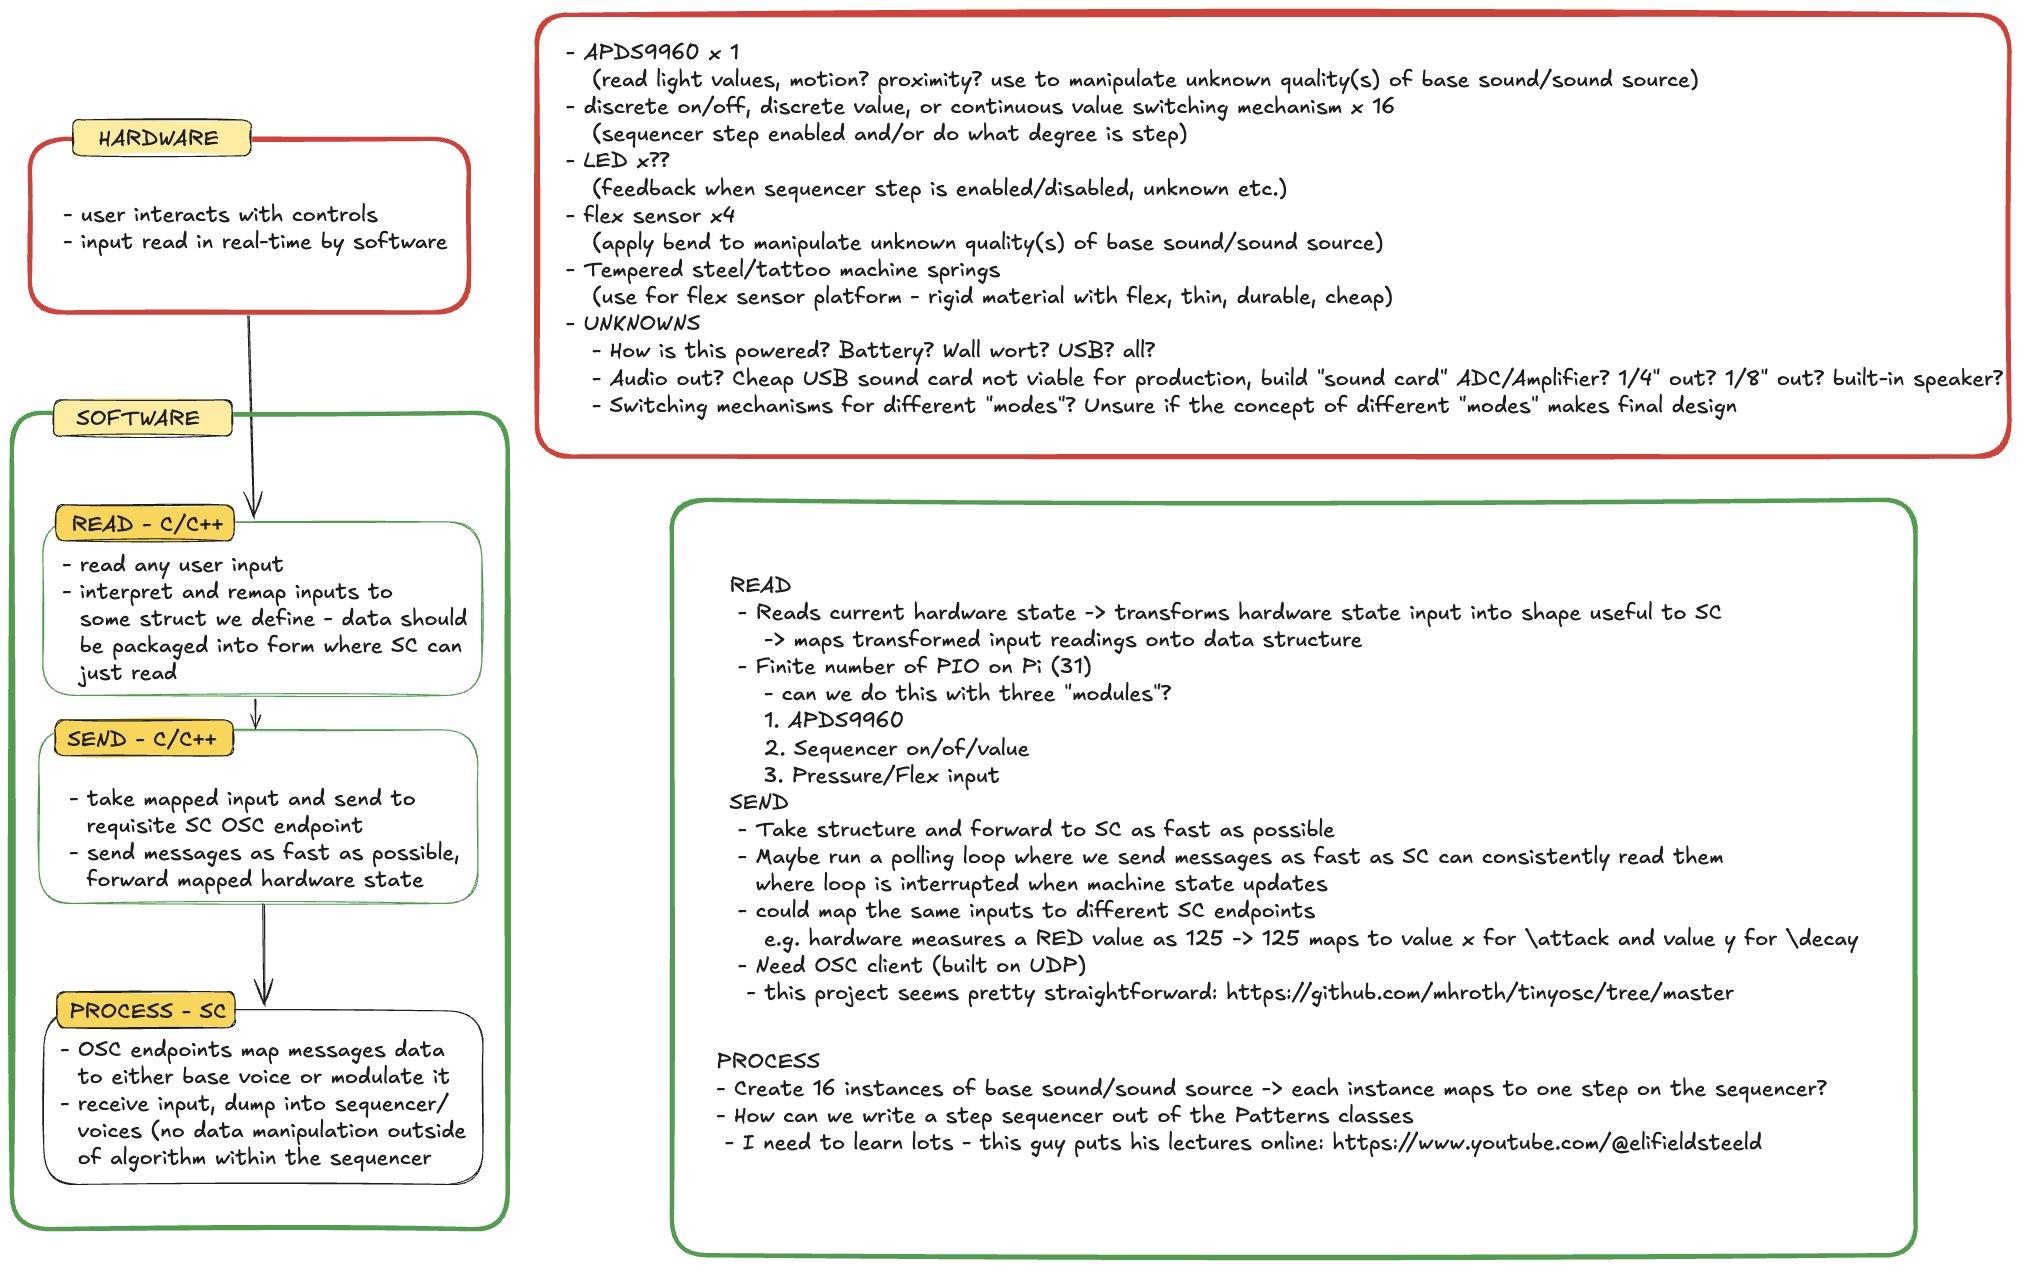 HARDWARE
- user interacts with controls
- input read in real-time by software
SOFTWARE
READ - C/C++
- read any user input
- interpret and remap inputs to
some struct we define - data should
be packaged into form where SC can
just read
SEND - C/C++
- take mapped input and send to
requisite SC OSC endpoint
- send messages as fast as possible,
forward mapped hardware state
PROCESS - SC
- OSC endpoints map messages data
to either base voice or modulate it
- receive input, dump into sequencer/
voices (no data manipulation outside
of algorithm within the sequencer
- APDS9960 x 1
(read light values, motion? proximity? use to manipulate unknown quality(s) of base sound/sound source)
- discrete on/off, discrete value, or continuous value switching mechanism x 16
(sequencer step enabled and/or do what degree is step)
- LED x??
(feedback when sequencer step is enabled/disabled, unknown etc.)
- flex sensor x4
(apply bend to manipulate unknown quality(s) of base sound/sound source)
- Tempered steel/tattoo machine springs
(use for flex sensor platform - rigid material with flex, thin, durable, cheap)
- UNKNOWNS
- How is this powered? Battery? Wall wort? USB? all?
- Audio out? Cheap USB sound card not viable for production, build "sound card" ADC/Amplifier? 1/4" out? 1/8" out? built-in speaker?
- Switching mechanisms for different "modes"? Unsure if the concept of different "modes" makes final design
READ
- Reads current hardware state -> transforms hardware state input into shape useful to SC
-> maps transformed input readings onto data structure
- Finite number of PIO on Pi (31)
- can we do this with three "modules"?
1. APDS9960
2. Sequencer on/of/value
3. Pressure/Flex input
SEND
- Take structure and forward to SC as fast as possible
- Maybe run a polling loop where we send messages as fast as SC can consistently read them
where loop is interrupted when machine state updates
- could map the same inputs to different SC endpoints
e.g. hardware measures a RED value as 125 -> 125 maps to value x for \attack and value y for \decay
- Need OSC client (built on UDP)
- this project seems pretty straightforward: https://github.com/mhroth/tinyosc/tree/master
PROCESS
- Create 16 instances of base sound/sound source -> each instance maps to one step on the sequencer?
- How can we write a step sequencer out of the Patterns classes
- I need to learn lots - this guy puts his lectures online: https://www.youtube.com/@elifieldsteeld